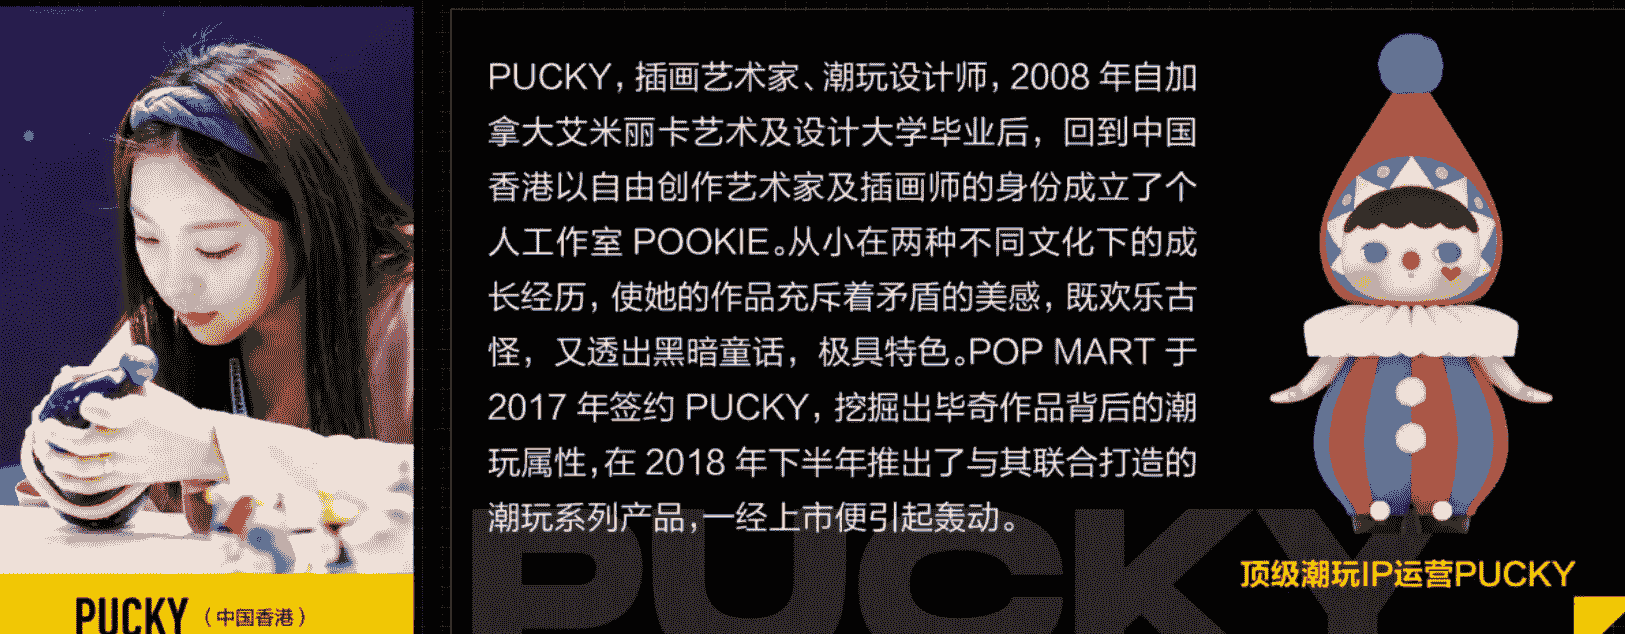 PUCKY，插画艺术家、潮玩设计师，2008 年自加
拿大艾米丽卡艺术及设计大学毕业后，回到中国
香港以自由创作艺术家及插画师的身份成立了个
人工作室 POOKIE。从小在两种不同文化下的成
长经历，使她的作品充斥着矛盾的美感，既欢乐古
怪，又透出黑暗童话，极具特色。POP MART 于
2017 年签约 PUCKY，挖掘出毕奇作品背后的潮
玩属性，在 2018 年下半年推出了与其联合打造的
潮玩系列产品，一经上市便引起轰动。
PUCKY
顶级潮玩IP运营PUCKY
PUCKY（中国香港）